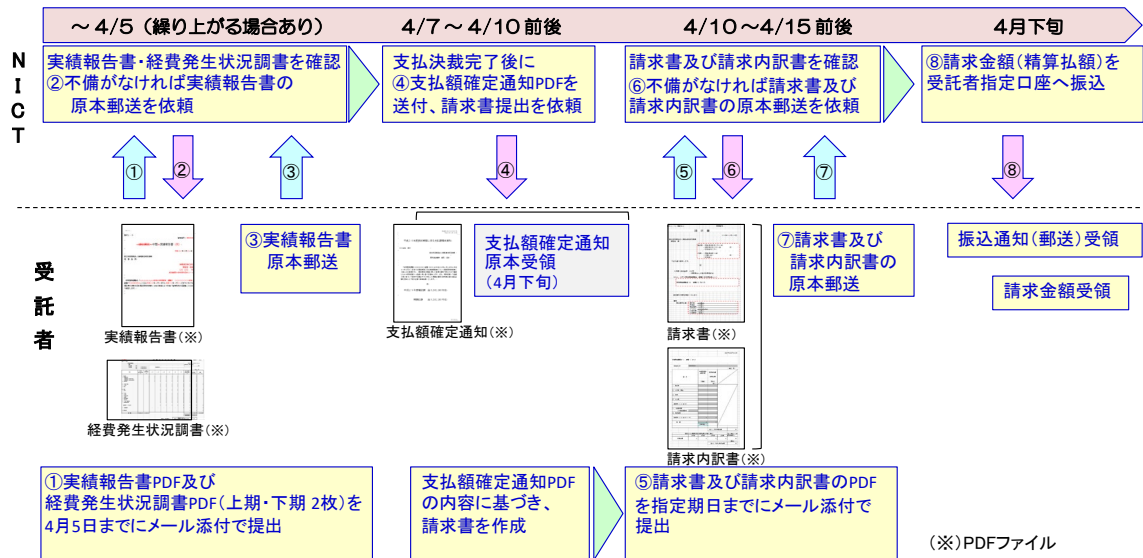 ～ 4/5 (繰り上がる場合あり)
4/7～ 4/10 前後
4/10～4/15 前後
4月下旬
NICT
実績報告書・経費発生状況調書を確認
②不備がなければ実績報告書の
原本郵送を依頼
支払決裁完了後に
④支払額確定通知PDFを
送付、請求書提出を依頼
請求書及び請求内訳書を確認
⑥不備がなければ請求書及び
請求内訳書の原本郵送を依頼
⑧請求金額(精算払額)を
受託者指定口座へ振込
①
②
③
④
⑤
⑥
⑦
⑧
受託者
実績報告書(※)
経費発生状況調書(※)
③実績報告書
原本郵送
支払額確定通知(※)
支払額確定通知
原本受領
(4月下旬)
請求書(※)
請求内訳書(※)
⑦請求書及び
請求内訳書の
原本郵送
振込通知(郵送)受領
請求金額受領
①実績報告書PDF及び
経費発生状況調書PDF(上期・下期 2枚)を
4月5日までにメール添付で提出
支払額確定通知PDF
の内容に基づき、
請求書を作成
⑤請求書及び請求内訳書のPDF
を指定期日までにメール添付で
提出
(※)PDFファイル